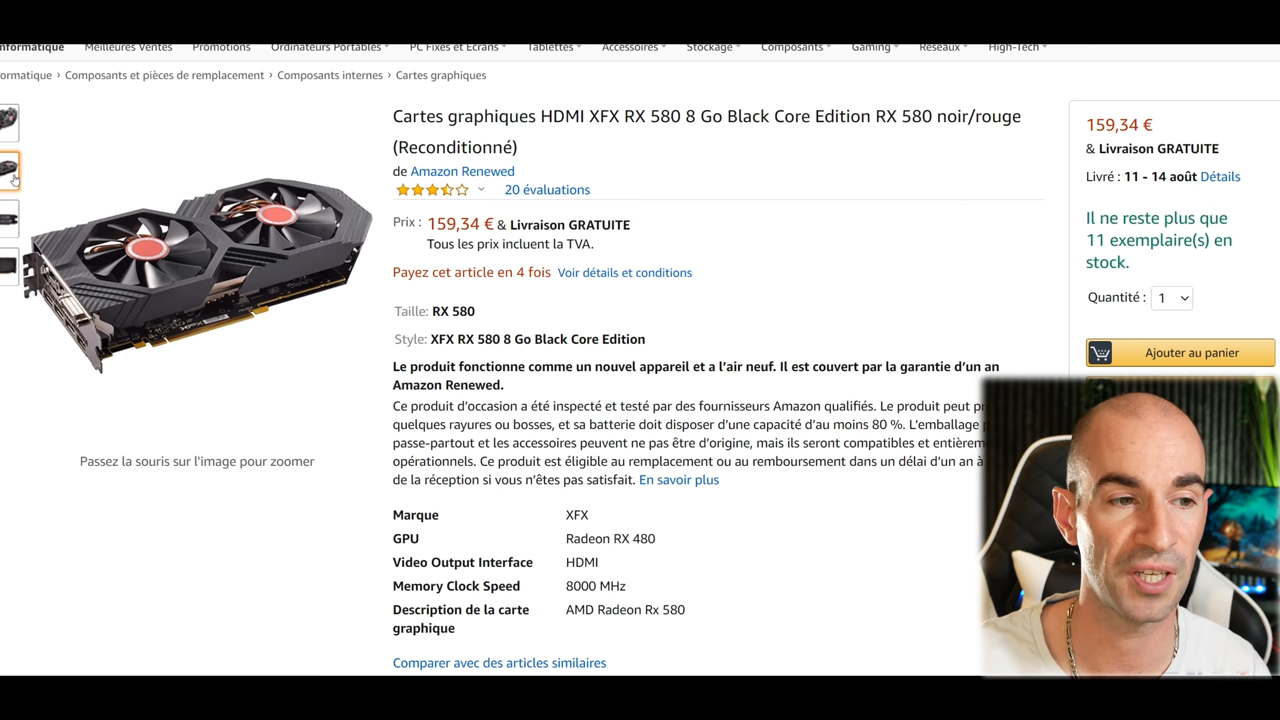 Informatique Meilleures Ventes Promotions Ordinateurs Portables PC Fixes et Ecrans Tablettes Accessoires Stockage Composants Gaming Réseaux High-Tech
ormatique › Composants et pièces de remplacement › Composants internes › Cartes graphiques
Cartes graphiques HDMI XFX RX 580 8 Go Black Core Edition RX 580 noir/rouge
(Reconditionné)
de Amazon Renewed
20 évaluations
Prix : 159,34 € & Livraison GRATUITE
Tous les prix incluent la TVA.
Payez cet article en 4 fois Voir détails et conditions
Taille: RX 580
Style: XFX RX 580 8 Go Black Core Edition
Le produit fonctionne comme un nouvel appareil et a l’air neuf. Il est couvert par la garantie d’un an
Amazon Renewed.
Ce produit d’occasion a été inspecté et testé par des fournisseurs Amazon qualifiés. Le produit peut
quelques rayures ou bosses, et sa batterie doit disposer d’une capacité d’au moins 80 %. L’emballage
passe-partout et les accessoires peuvent ne pas être d’origine, mais ils seront compatibles et entièrem
opérationnels. Ce produit est éligible au remplacement ou au remboursement dans un délai d’un an à
de la réception si vous n’êtes pas satisfait. En savoir plus
Marque XFX
GPU Radeon RX 480
Video Output Interface HDMI
Memory Clock Speed 8000 MHz
Description de la carte AMD Radeon Rx 580
graphique
Comparer avec des articles similaires
Passez la souris sur l'image pour zoomer
159,34 €
& Livraison GRATUITE
Livré : 11 - 14 août Détails
Il ne reste plus que
11 exemplaire(s) en
stock.
Quantité : 1
Ajouter au panier